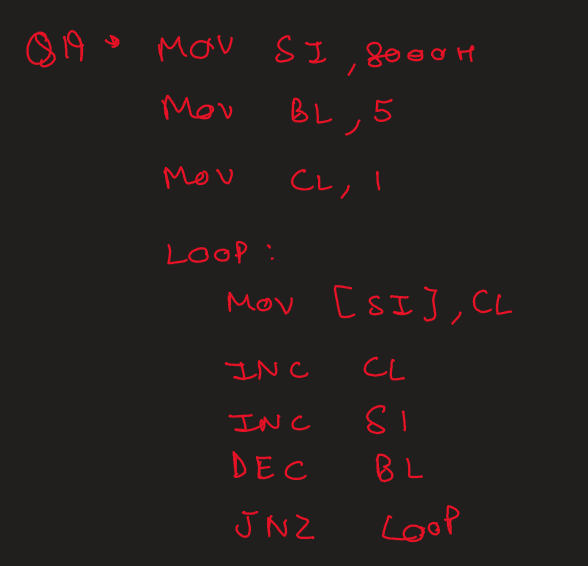 QA • MOV SI, 8000H
MOV BL, 5
MOV CL, 1
LOOP :
MOV [SI], CL
INC CL
INC SI
DEC BL
JNZ LOOP